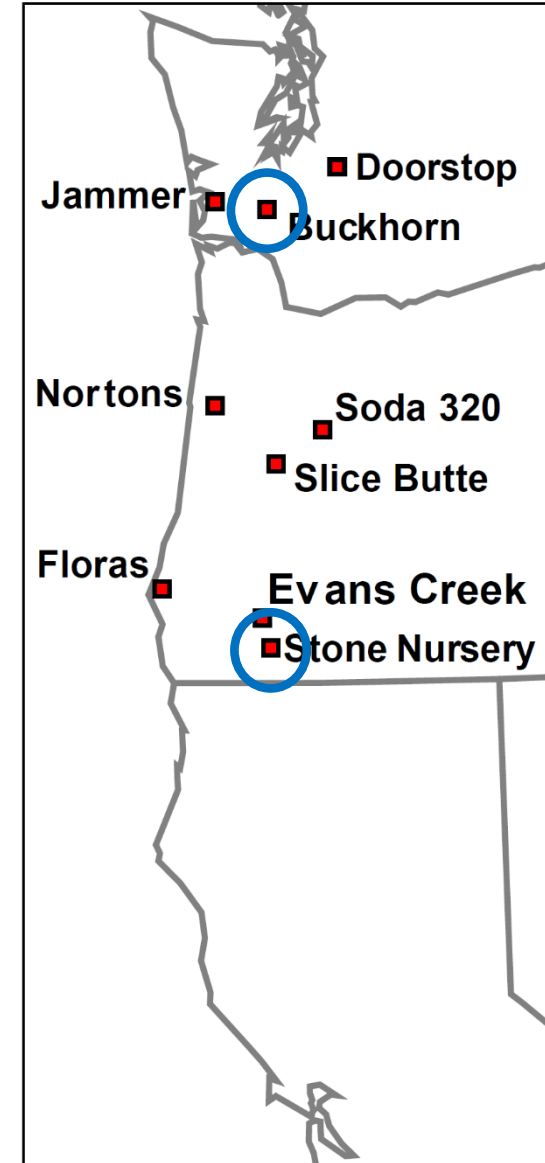 Doorstop
Jammer
Buckhorn
Nortons
Soda 320
Slice Butte
Floras
Evans Creek
Stone Nursery